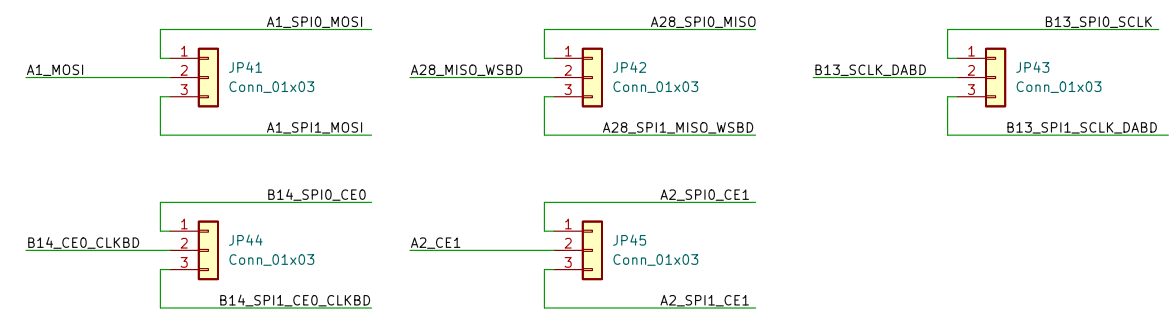 A1_SPI0_MOSI
A1_MOSI
1
2
3
JP41
Conn_01x03
A1_SPI1_MOSI
A28_SPI0_MISO
A28_MISO_WSBD
1
2
3
JP42
Conn_01x03
A28_SPI1_MISO_WSBD
B13_SPI0_SCLK
B13_SCLK_DABD
1
2
3
JP43
Conn_01x03
B13_SPI1_SCLK_DABD
B14_SPI0_CE0
B14_CE0_CLKBD
1
2
3
JP44
Conn_01x03
B14_SPI1_CE0_CLKBD
A2_SPI0_CE1
A2_CE1
1
2
3
JP45
Conn_01x03
A2_SPI1_CE1